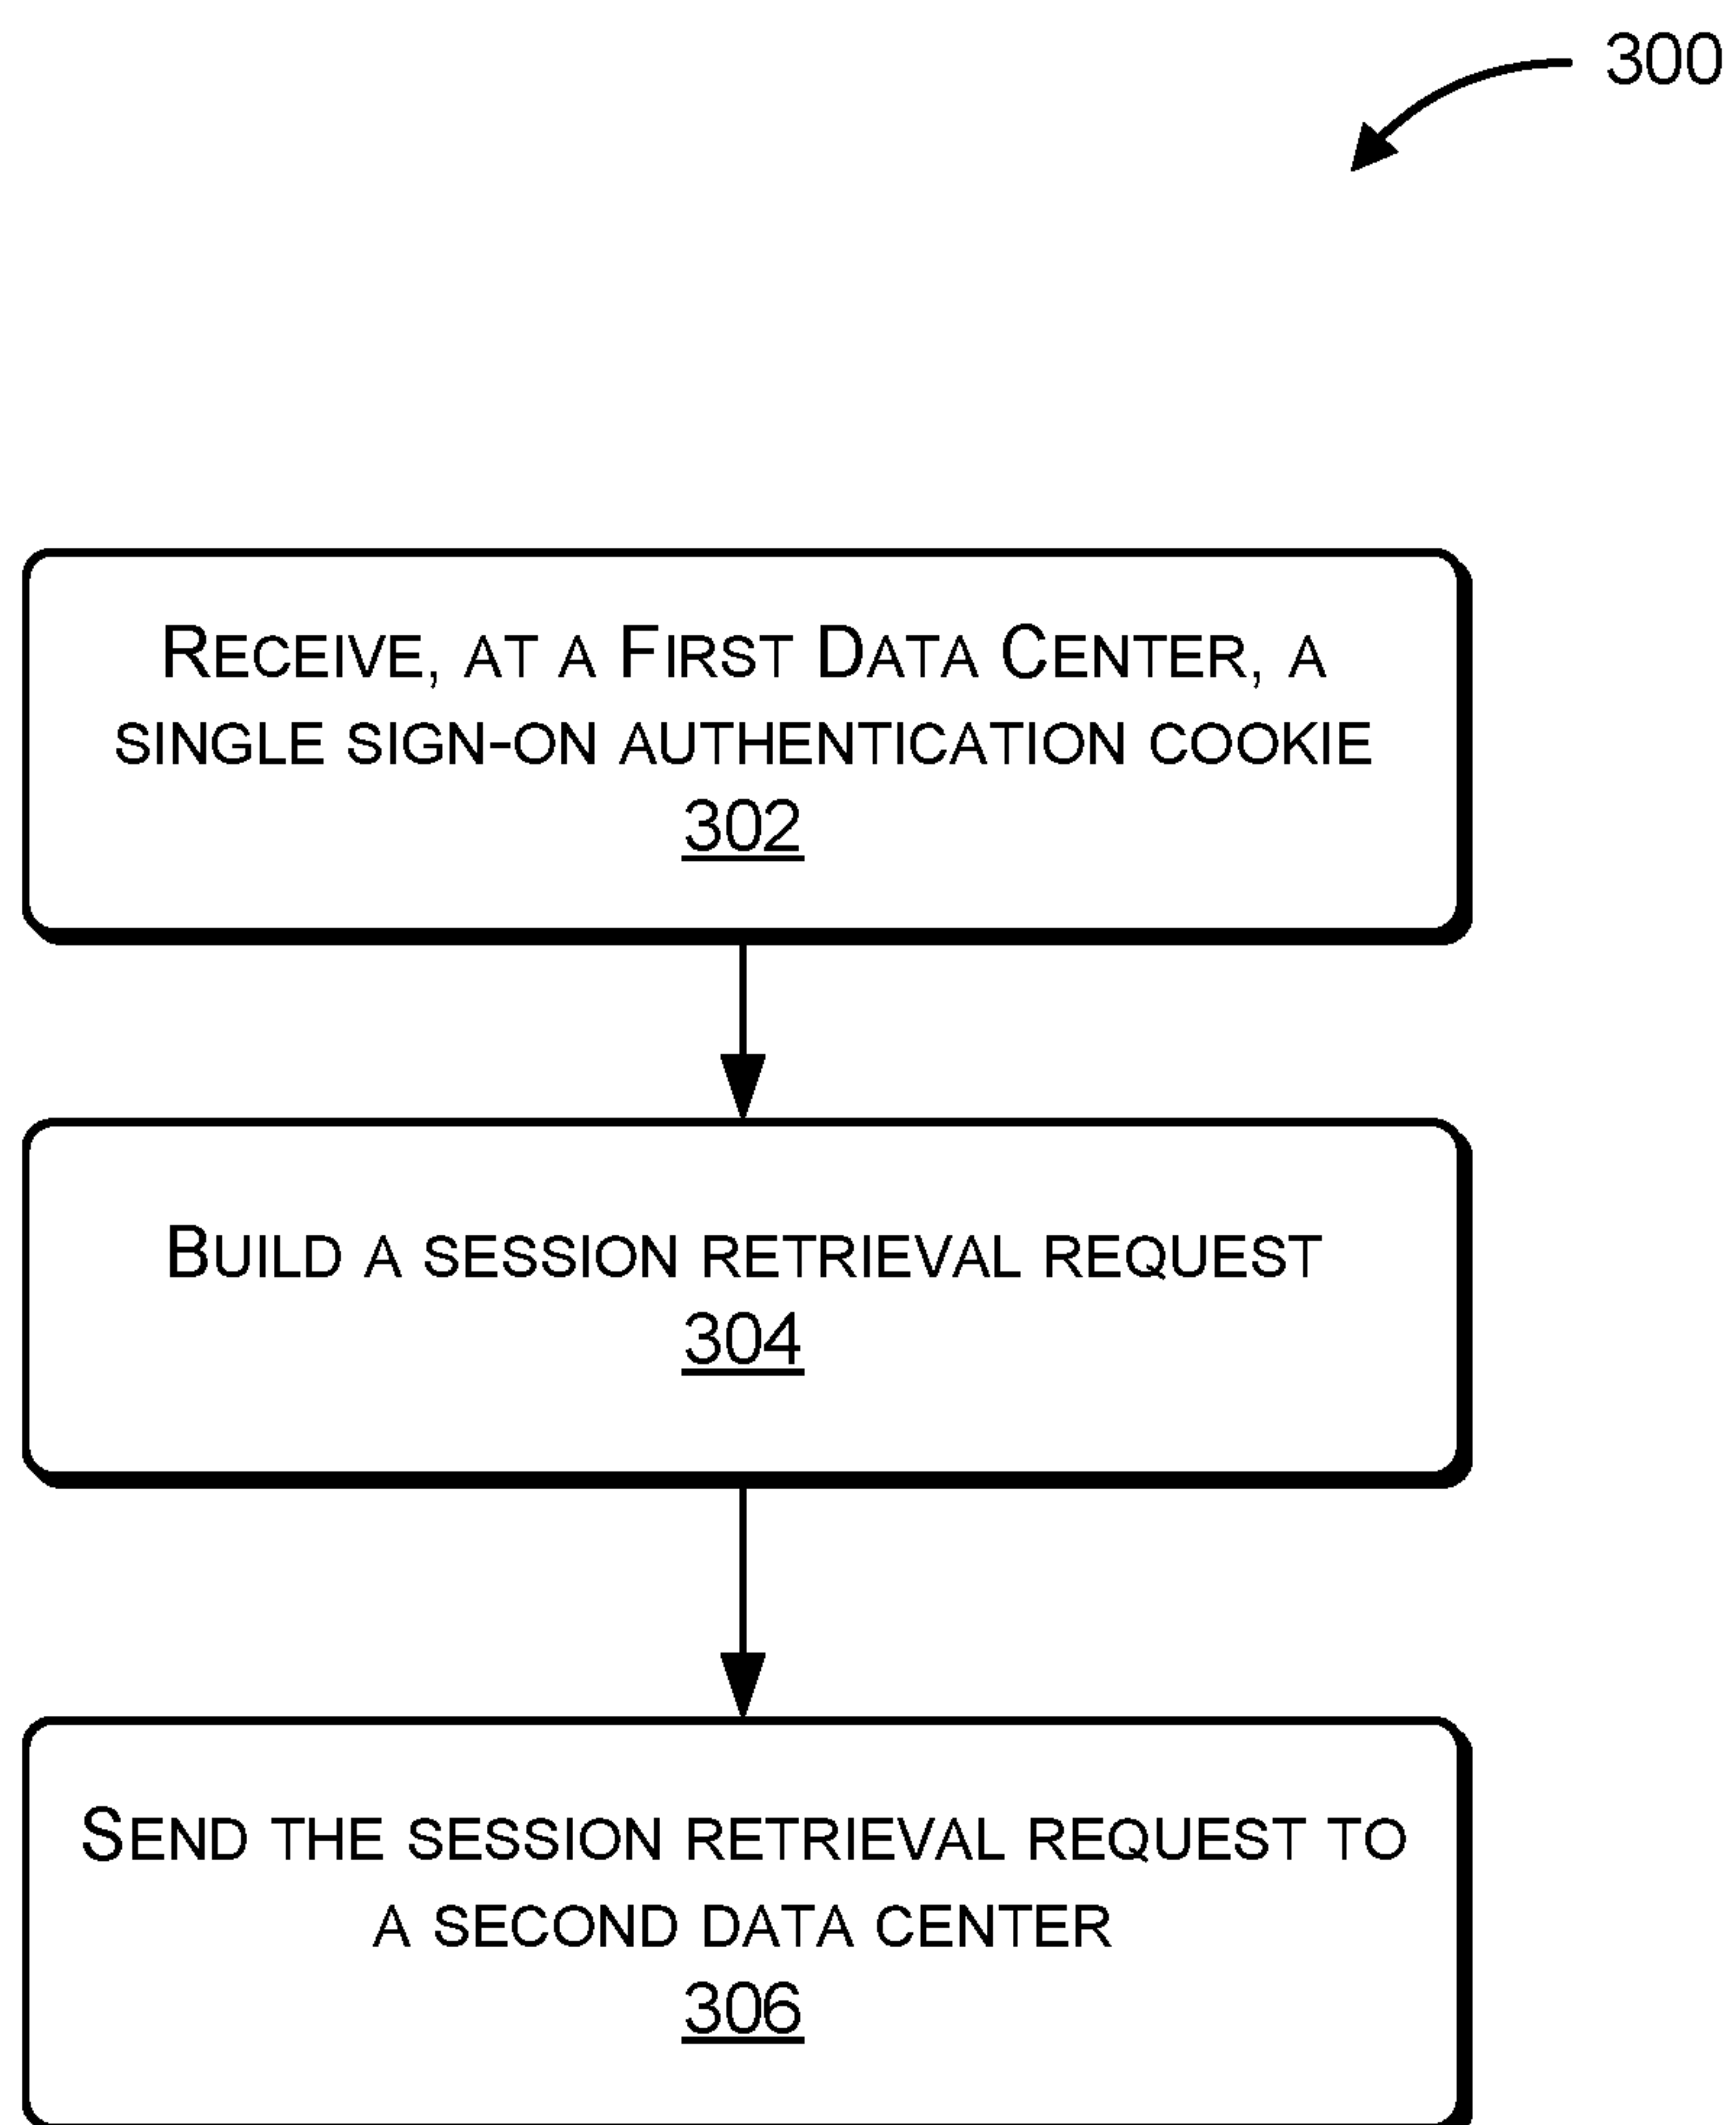 300
RECEIVE, AT A FIRST DATA CENTER, A
SINGLE SIGN-ON AUTHENTICATION COOKIE
302
BUILD A SESSION RETRIEVAL REQUEST
304
SEND THE SESSION RETRIEVAL REQUEST TO
A SECOND DATA CENTER
306